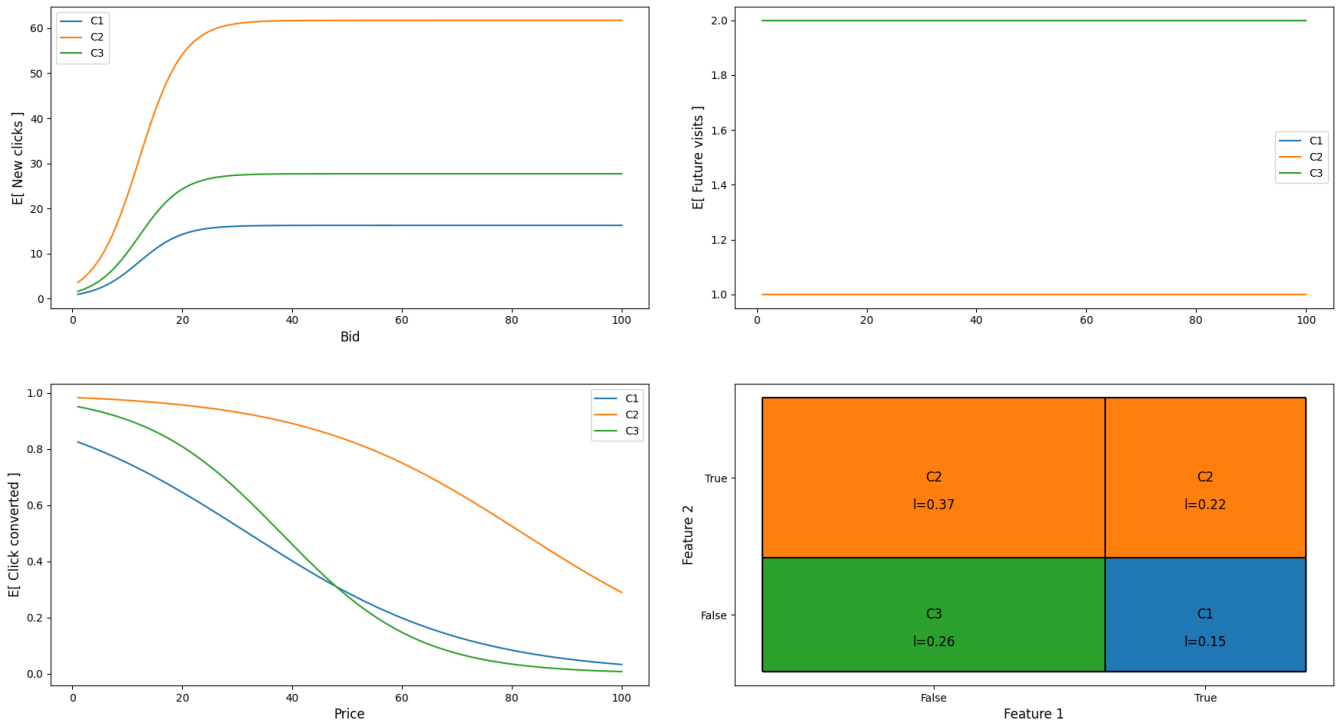 60
50
40
30
20
10
0
E[ New clicks ]
C1
C2
C3
0 20 40 60 80 100
Bid
2.0
1.8
1.6
1.4
1.2
1.0
E[ Future visits ]
C1
C2
C3
0 20 40 60 80 100
1.0
0.8
0.6
0.4
0.2
0.0
E[ Click converted ]
C1
C2
C3
0 20 40 60 80 100
Price
True
False
Feature 2
C2
l=0.37
C2
l=0.22
C3
l=0.26
C1
l=0.15
False True
Feature 1